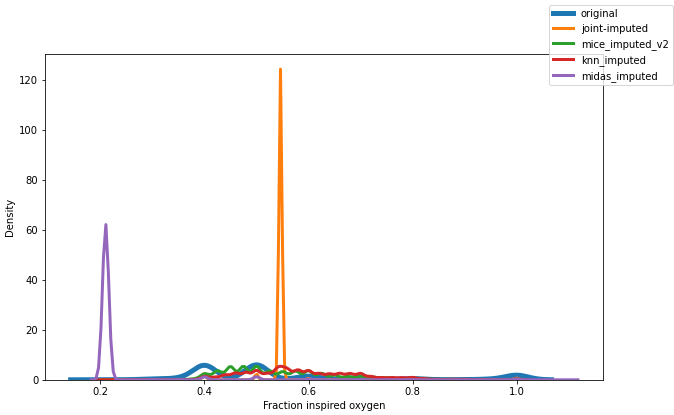 original
joint-imputed
mice_imputed_v2
knn_imputed
midas_imputed
120
100
80
60
40
20
0
Density
0.2 0.4 0.6 0.8 1.0
Fraction inspired oxygen